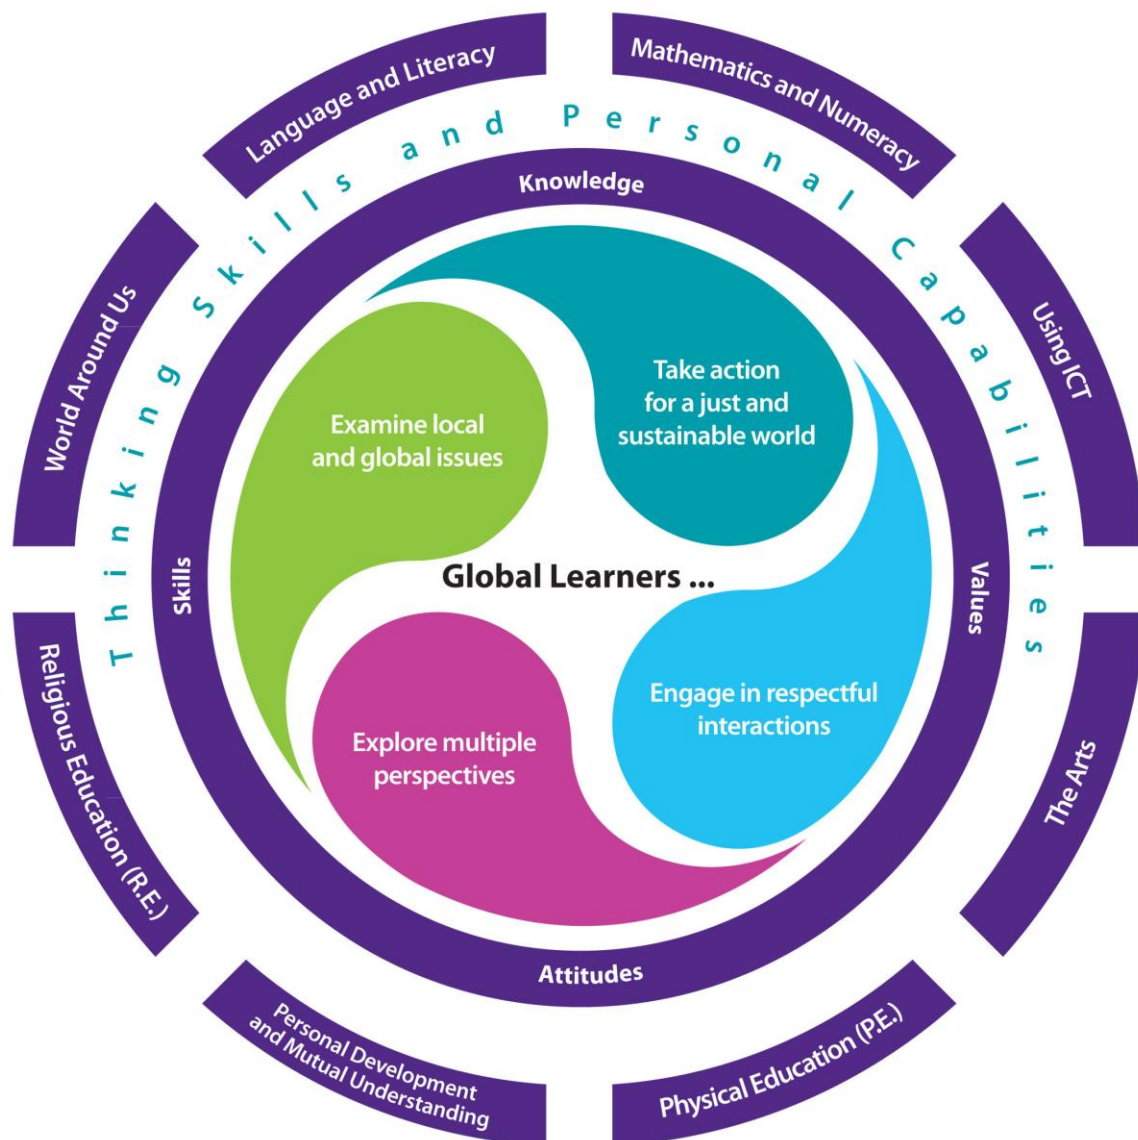 Language and Literacy
Mathematics and Numeracy
Using ICT
The Arts
Physical Education (P.E.)
Personal Development
and Mutual Understanding
Religious Education (R.E.)
World Around Us
Thinking Skills and Personal Capabilities
Knowledge
Values
Attitudes
Skills
Take action
for a just and
sustainable world
Examine local
and global issues
Global Learners ...
Engage in respectful
interactions
Explore multiple
perspectives